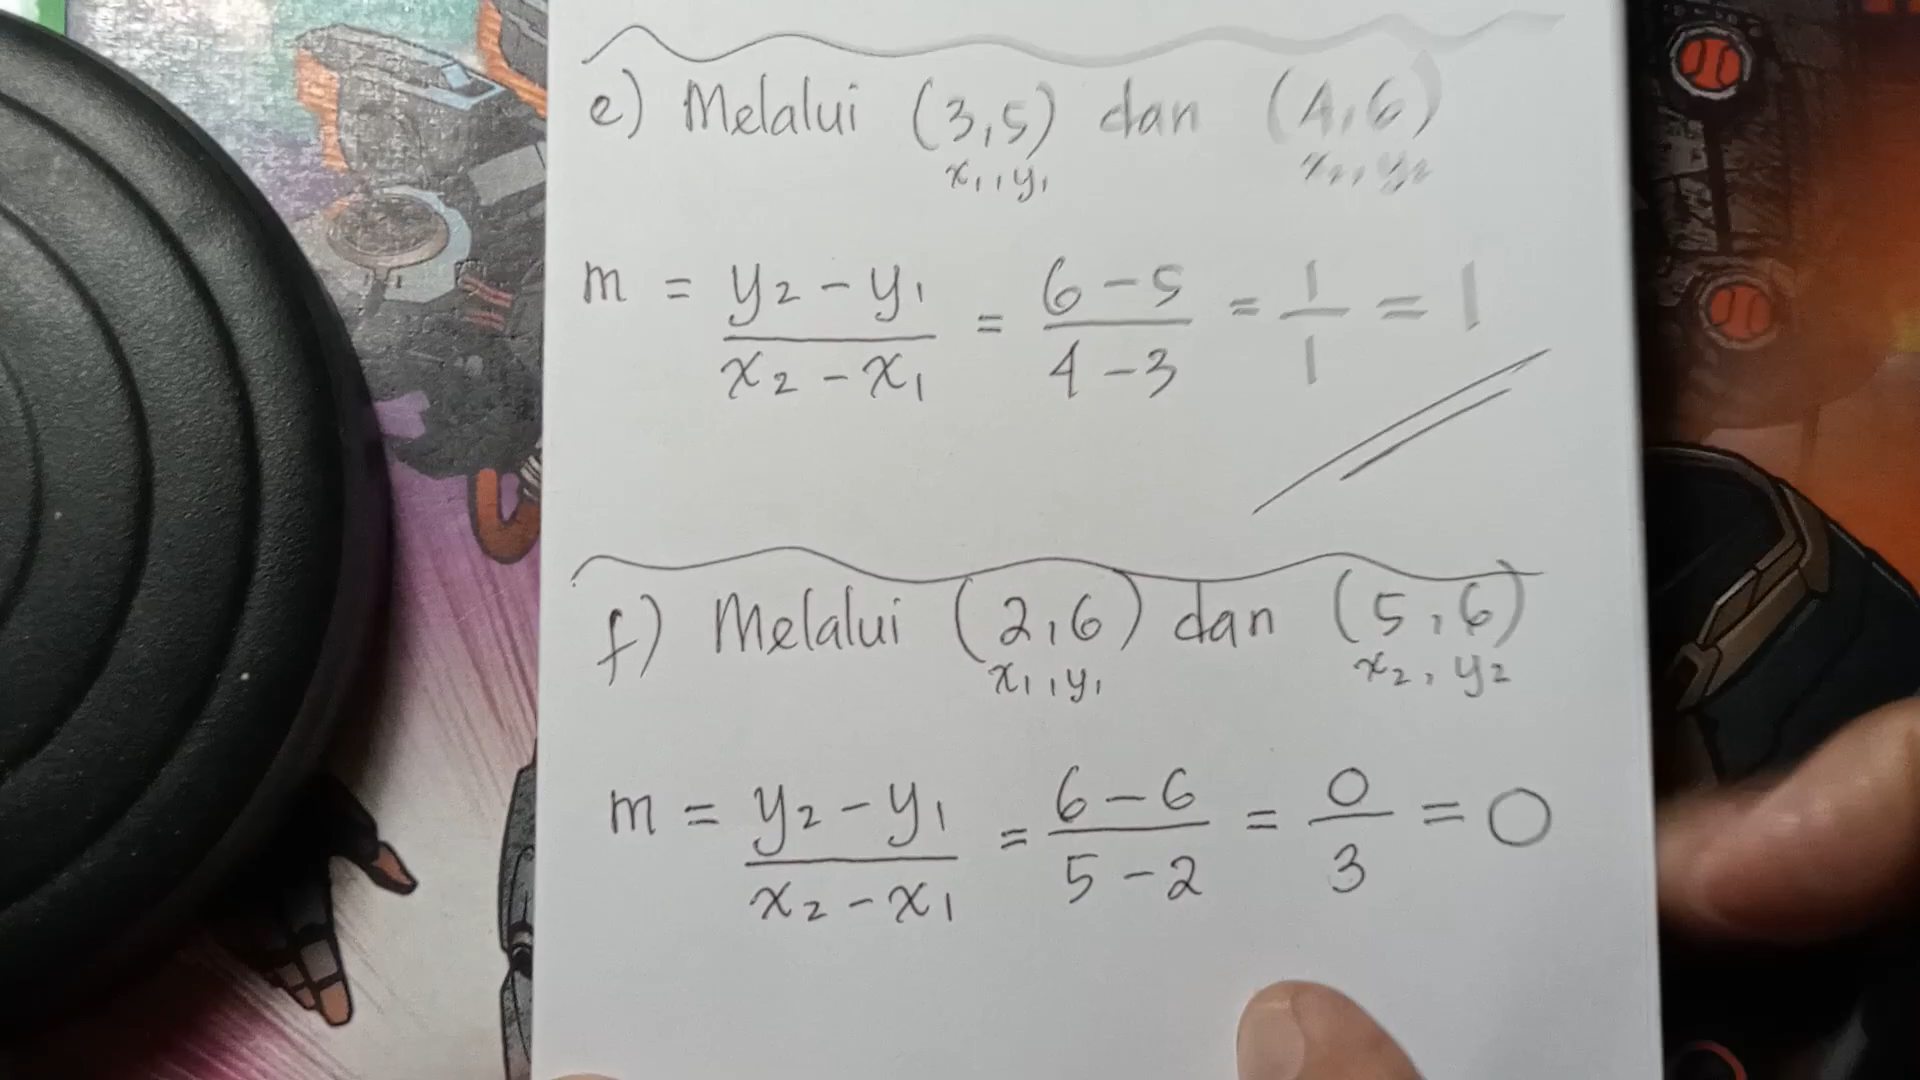 e) Melalui (3,5) dan (4,6)
x₁,y₁ x₂,y₂
m = y₂-y₁/x₂-x₁ = 6-5/4-3 = 1/1 = 1
f) Melalui (2,6) dan (5,6)
x₁,y₁ x₂,y₂
m = y₂-y₁/x₂-x₁ = 6-6/5-2 = 0/3 = 0